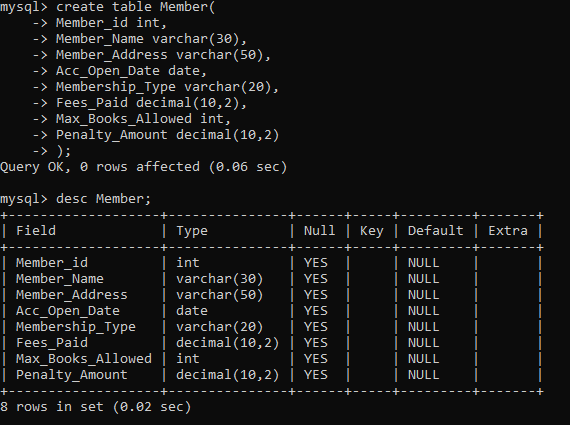 mysql> create table Member(
    -> Member_id int,
    -> Member_Name varchar(30),
    -> Member_Address varchar(50),
    -> Acc_Open_Date date,
    -> Membership_Type varchar(20),
    -> Fees_Paid decimal(10,2),
    -> Max_Books_Allowed int,
    -> Penalty_Amount decimal(10,2)
    -> );
Query OK, 0 rows affected (0.06 sec)

mysql> desc Member;
+-------------------+---------------+------+-----+---------+-------+
| Field             | Type          | Null | Key | Default | Extra |
+-------------------+---------------+------+-----+---------+-------+
| Member_id         | int           | YES  |     | NULL    |       |
| Member_Name       | varchar(30)   | YES  |     | NULL    |       |
| Member_Address    | varchar(50)   | YES  |     | NULL    |       |
| Acc_Open_Date     | date          | YES  |     | NULL    |       |
| Membership_Type   | varchar(20)   | YES  |     | NULL    |       |
| Fees_Paid         | decimal(10,2) | YES  |     | NULL    |       |
| Max_Books_Allowed | int           | YES  |     | NULL    |       |
| Penalty_Amount    | decimal(10,2) | YES  |     | NULL    |       |
+-------------------+---------------+------+-----+---------+-------+
8 rows in set (0.02 sec)